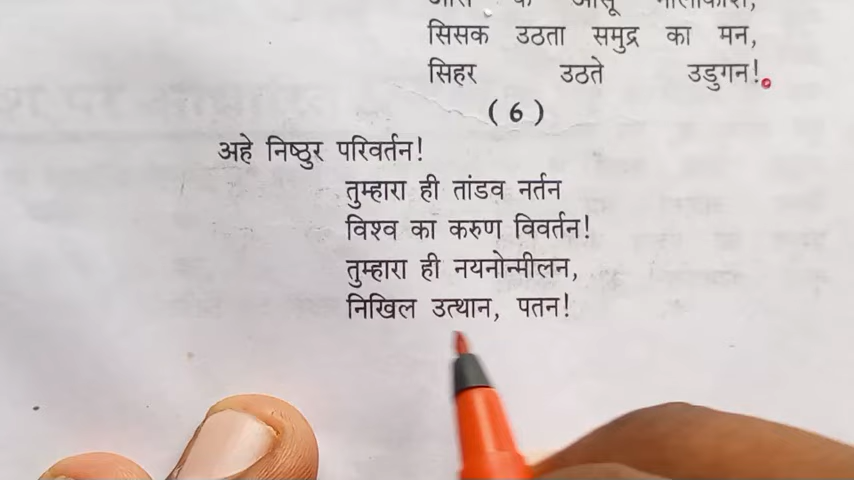 सिसक उठता समुद्र का मन,
सिहर उठते उडुगन!
(6)
अहे निष्ठुर परिवर्तन!
तुम्हारा ही तांडव नर्तन
विश्व का करुण विवर्तन!
तुम्हारा ही नयनोन्मीलन,
निखिल उत्थान, पतन!